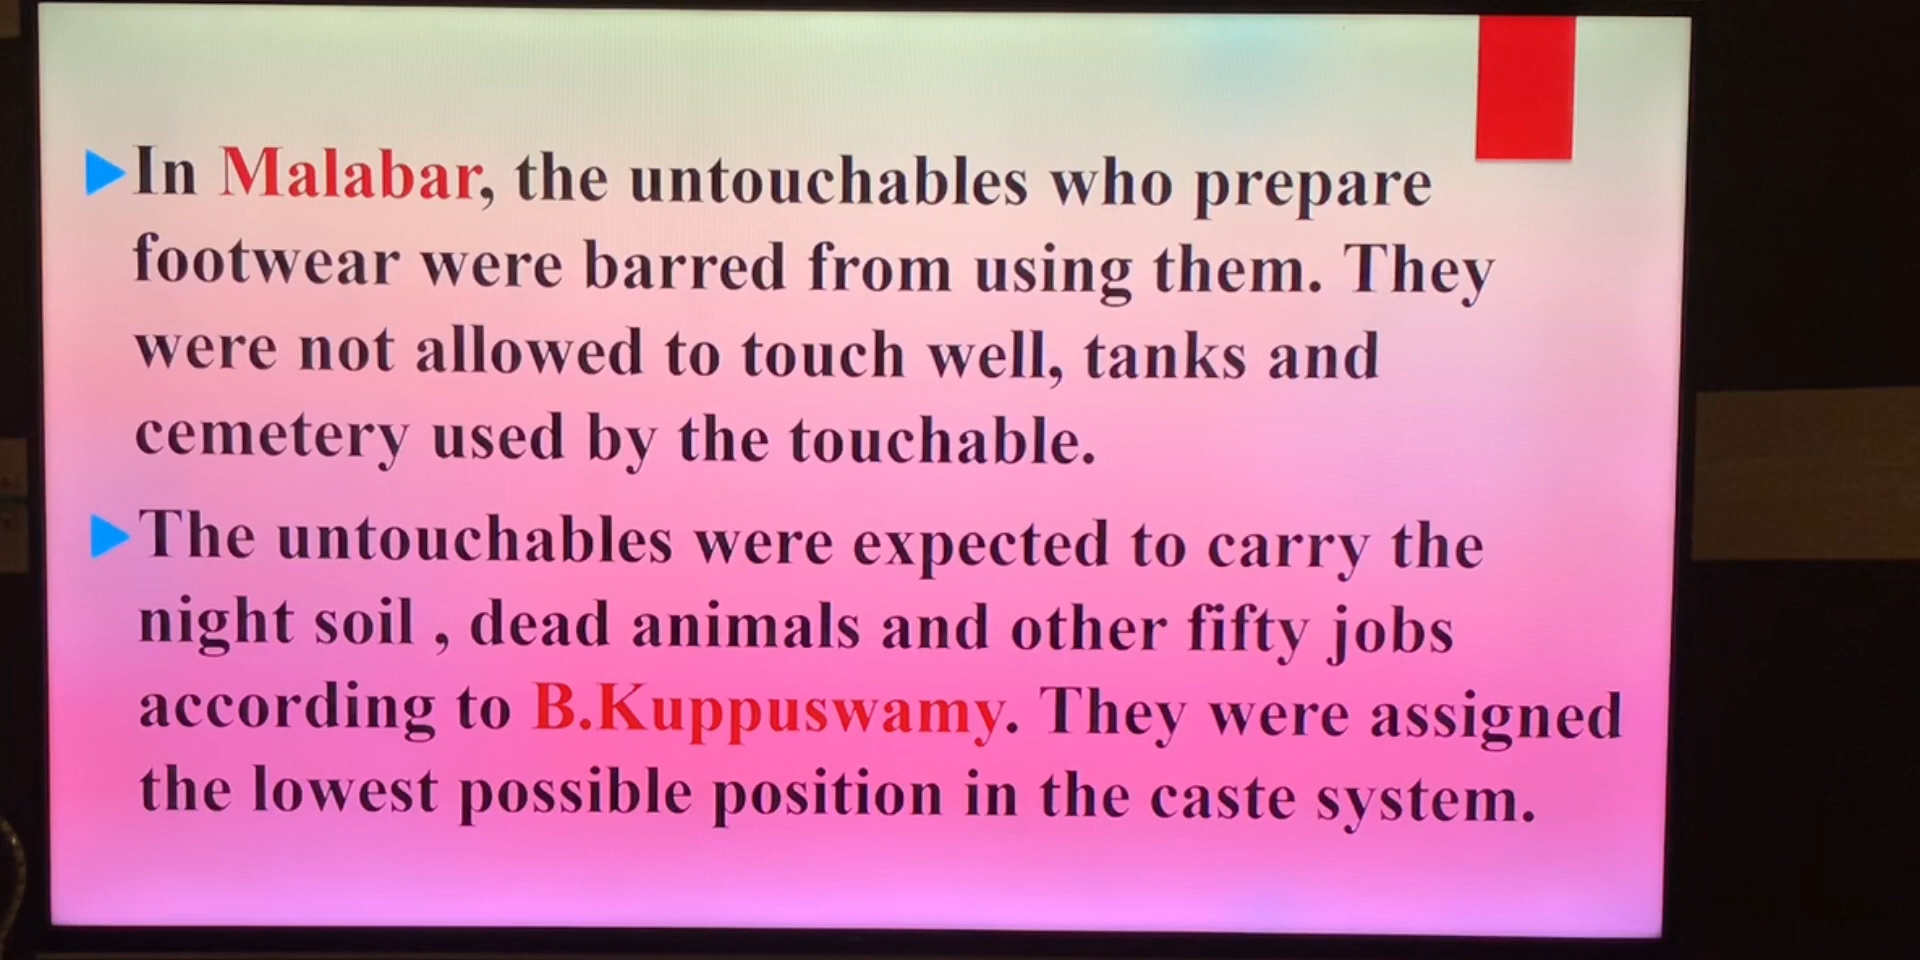 In Malabar, the untouchables who prepare
footwear were barred from using them. They
were not allowed to touch well, tanks and
cemetery used by the touchable.
The untouchables were expected to carry the
night soil , dead animals and other fifty jobs
according to B.Kuppuswamy. They were assigned
the lowest possible position in the caste system.